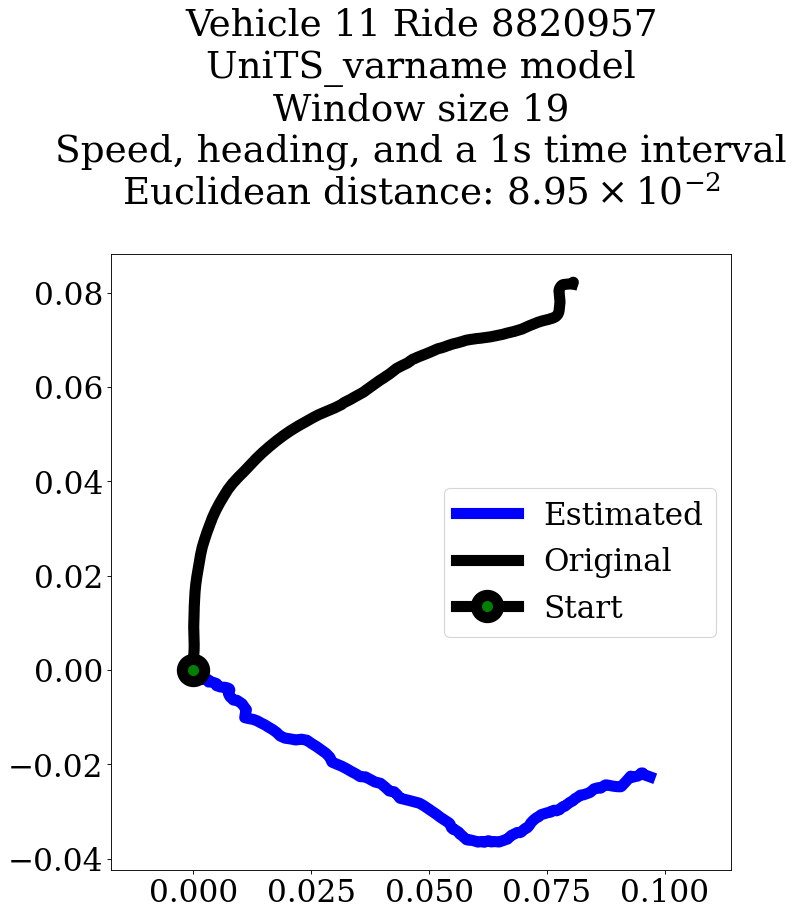 Vehicle 11 Ride 8820957
UniTS_varname model
Window size 19
Speed, heading, and a 1s time interval
Euclidean distance: 8.95 × 10⁻²
0.08
0.06
0.04
0.02
0.00
−0.02
−0.04
Estimated
Original
Start
0.000 0.025 0.050 0.075 0.100